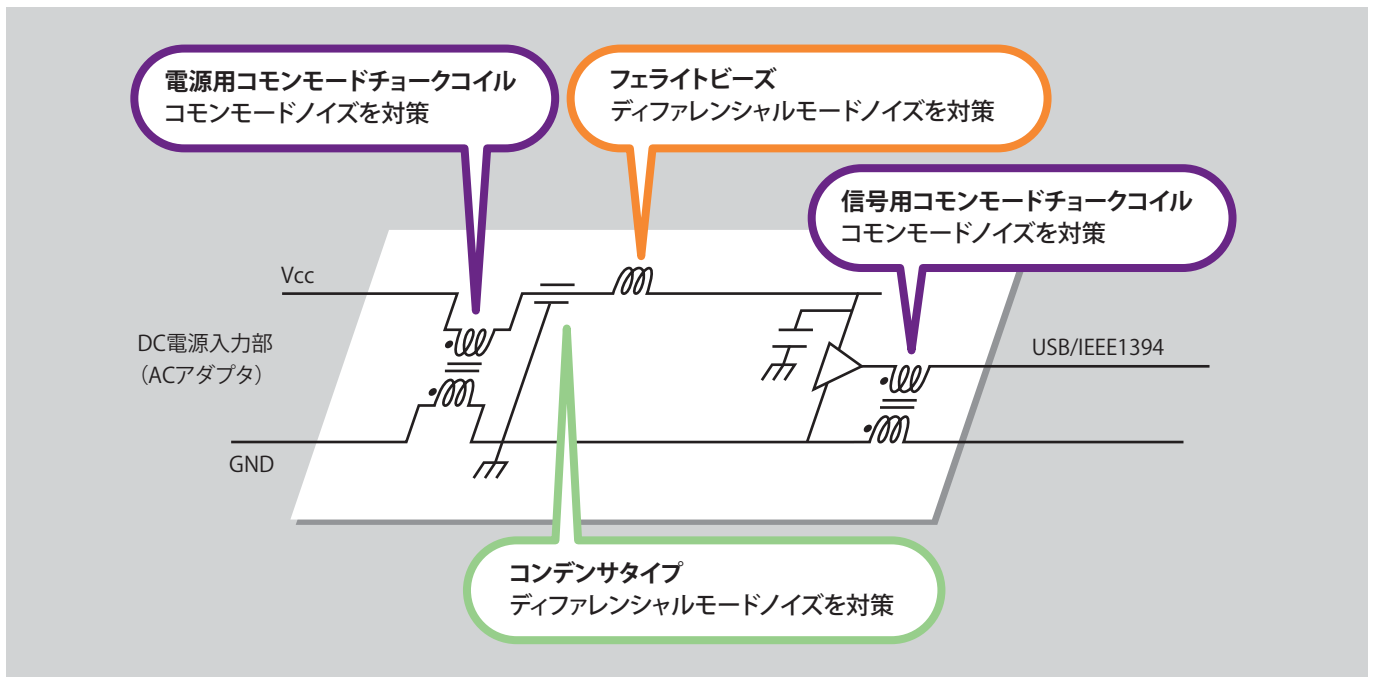 電源用コモンモードチョークコイル
コモンモードノイズを対策
フェライトビーズ
ディファレンシャルモードノイズを対策
信号用コモンモードチョークコイル
コモンモードノイズを対策
Vcc
DC電源入力部
（ACアダプタ）
USB/IEEE1394
GND
コンデンサタイプ
ディファレンシャルモードノイズを対策